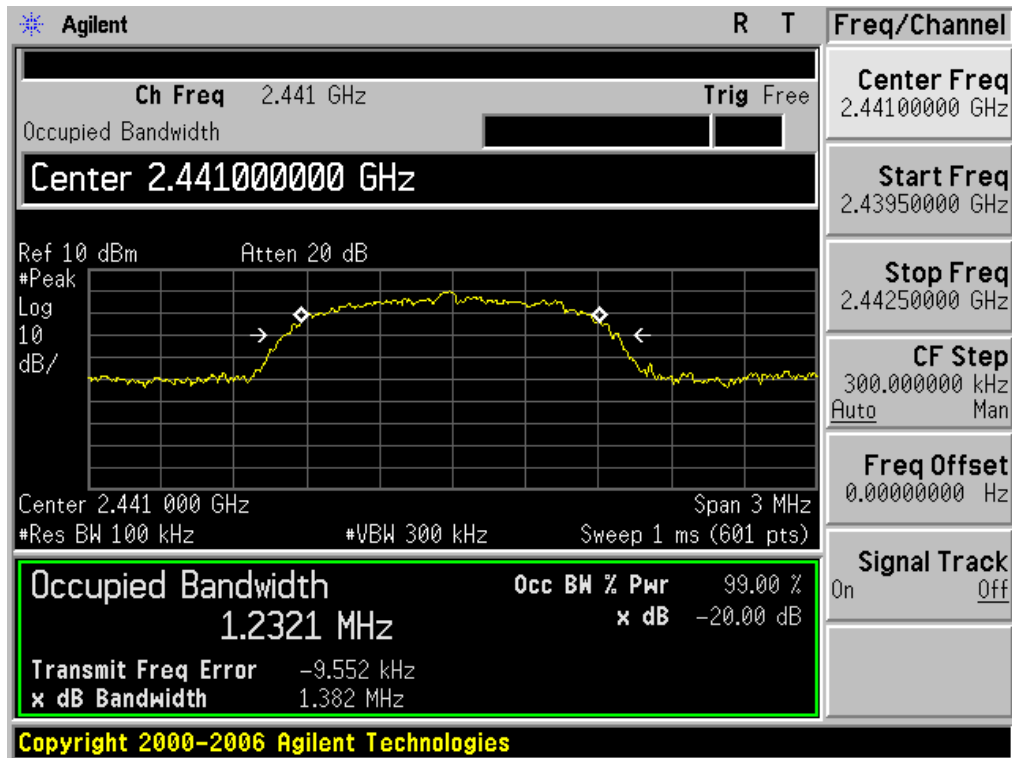 Agilent R T
Ch Freq 2.441 GHz Trig Free
Occupied Bandwidth
Center 2.441000000 GHz
Ref 10 dBm Atten 20 dB
#Peak
Log
10
dB/
Center 2.441 000 GHz Span 3 MHz
#Res BW 100 kHz #VBW 300 kHz Sweep 1 ms (601 pts)
Occupied Bandwidth Occ BW % Pwr 99.00 %
1.2321 MHz x dB -20.00 dB
Transmit Freq Error -9.552 kHz
x dB Bandwidth 1.382 MHz
Copyright 2000-2006 Agilent Technologies
Freq/Channel
Center Freq
2.44100000 GHz
Start Freq
2.43950000 GHz
Stop Freq
2.44250000 GHz
CF Step
300.000000 kHz
Auto Man
Freq Offset
0.00000000 Hz
Signal Track
On Off